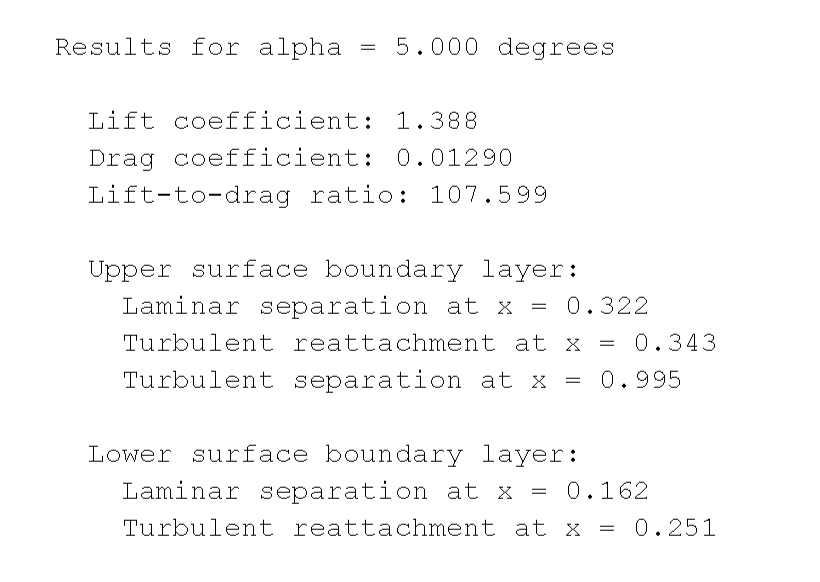 Results for alpha = 5.000 degrees
Lift coefficient: 1.388
Drag coefficient: 0.01290
Lift-to-drag ratio: 107.599
Upper surface boundary layer:
Laminar separation at x = 0.322
Turbulent reattachment at x = 0.343
Turbulent separation at x = 0.995
Lower surface boundary layer:
Laminar separation at x = 0.162
Turbulent reattachment at x = 0.251